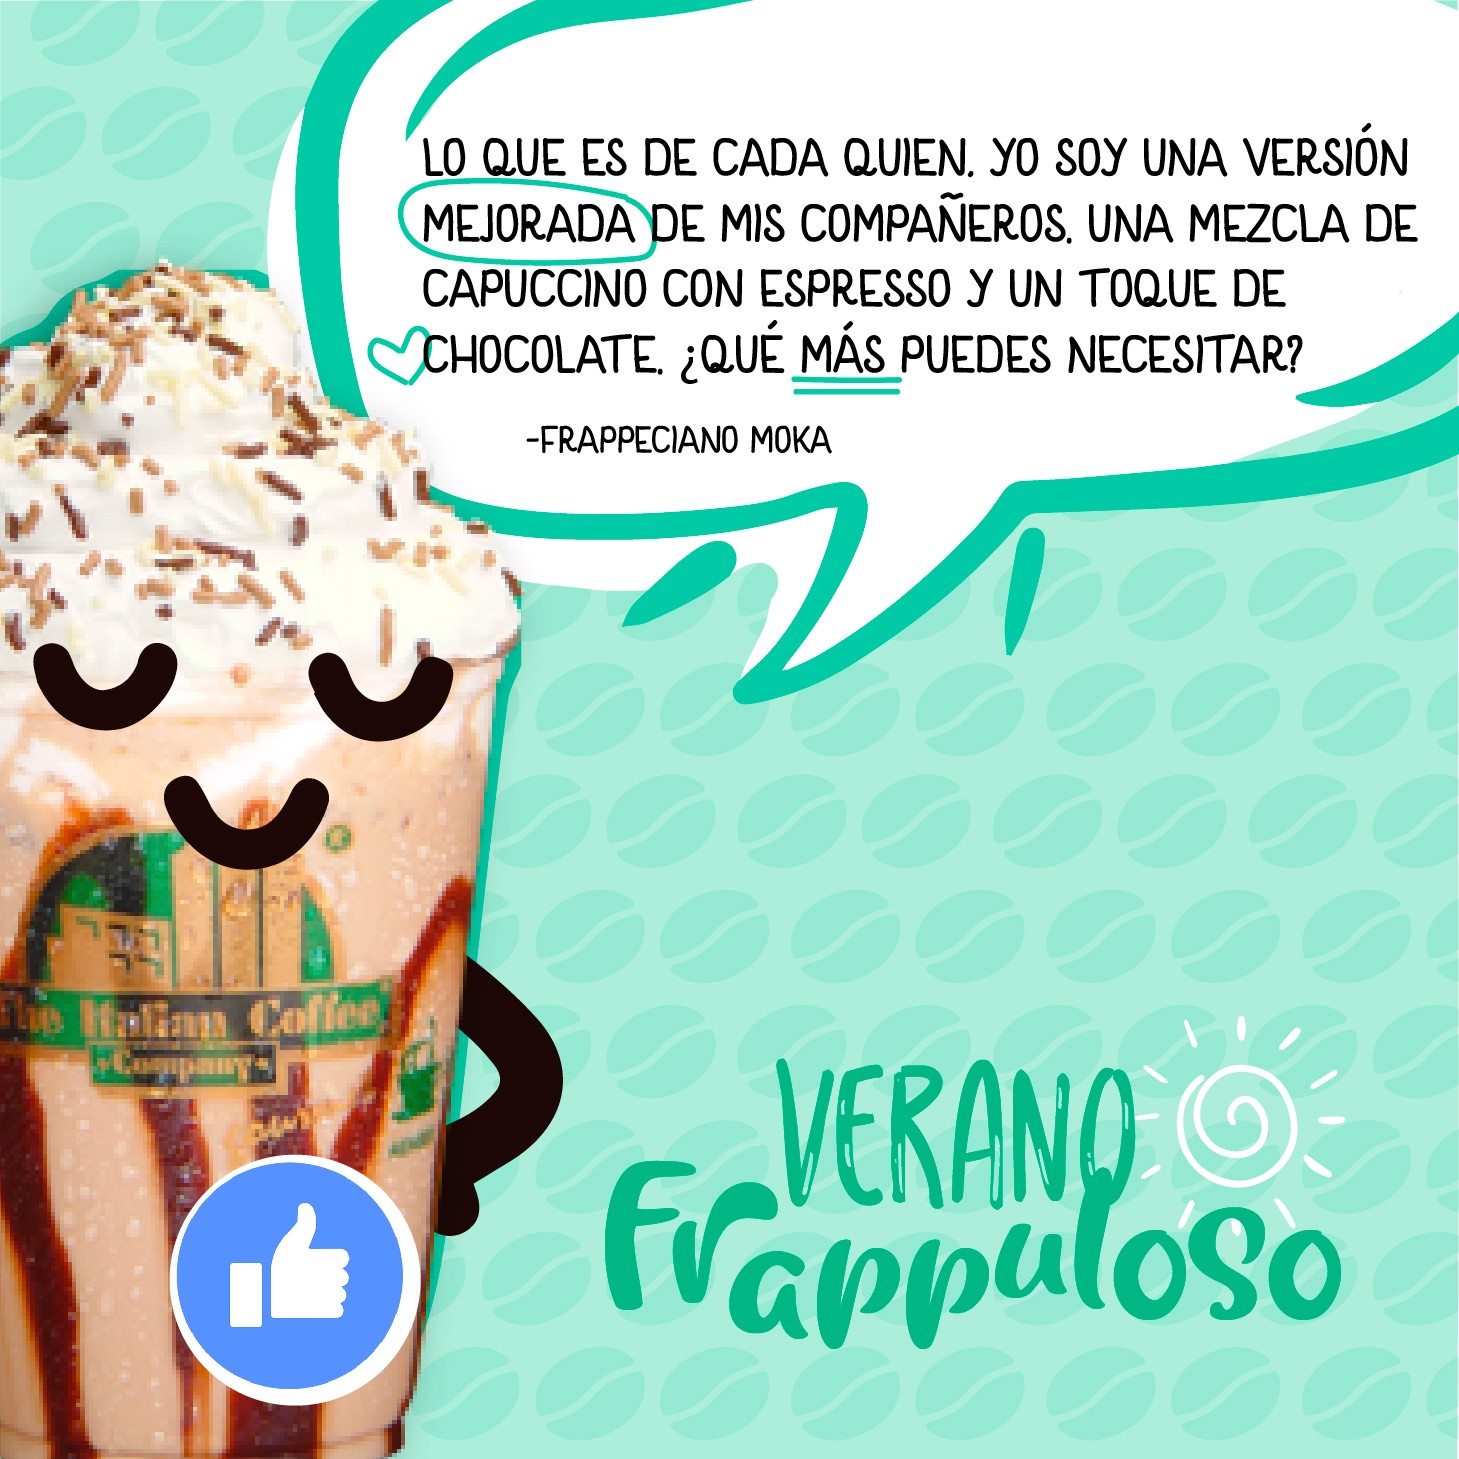 LO QUE ES DE CADA QUIEN. YO SOY UNA VERSIÓN
MEJORADA DE MIS COMPAÑEROS. UNA MEZCLA DE
CAPUCCINO CON ESPRESSO Y UN TOQUE DE
CHOCOLATE. ¿QUÉ MÁS PUEDES NECESITAR?
-FRAPPECIANO MOKA
The Italian Coffee
Company
VERANO
Frappuloso